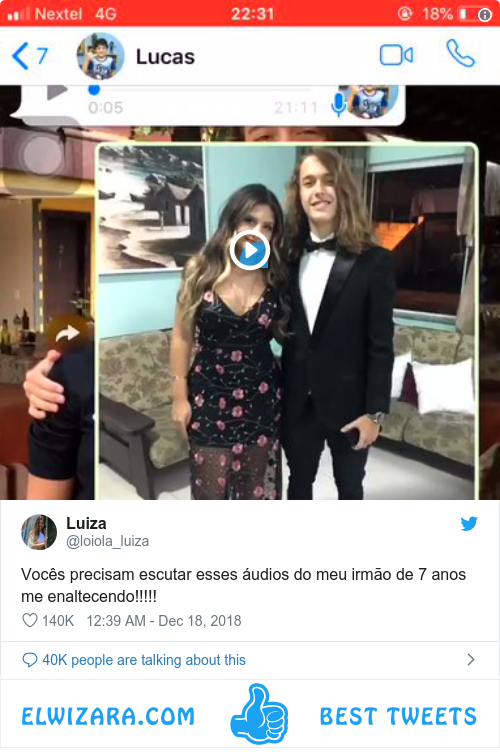 Nextel 4G 22:31 18%
7 Lucas
0:05 21:11
Luiza
@loiola_luiza
Vocês precisam escutar esses áudios do meu irmão de 7 anos
me enaltecendo!!!!!
140K 12:39 AM - Dec 18, 2018
40K people are talking about this
ELWIZARA.COM BEST TWEETS